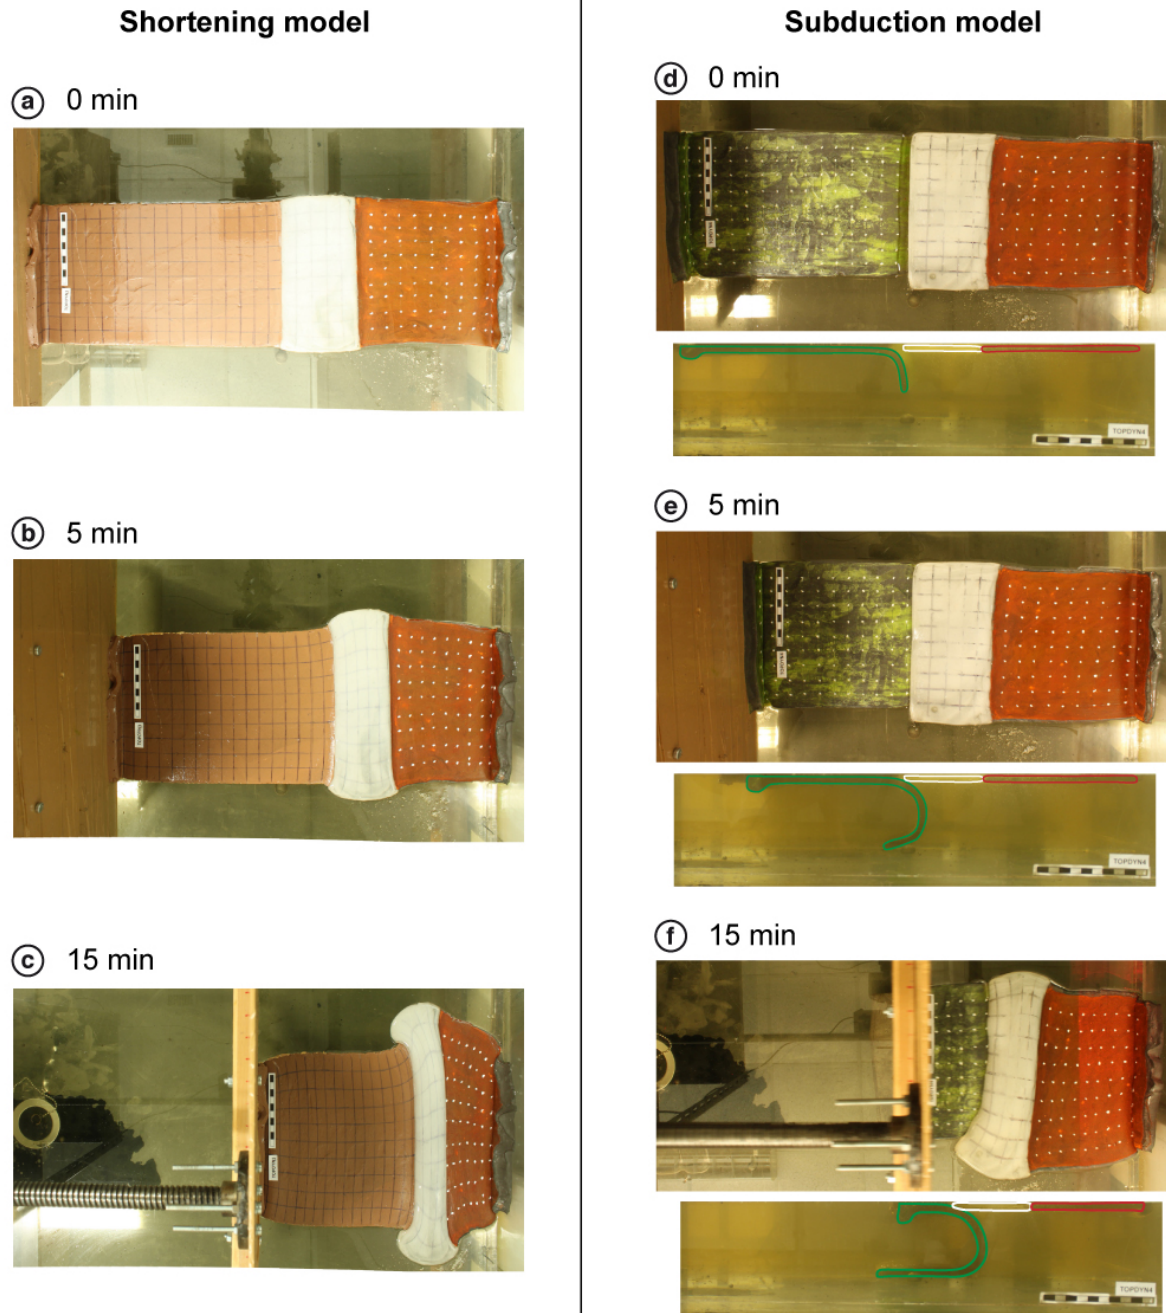 Shortening model
Subduction model
a 0 min
d 0 min
TOPDYN4
b 5 min
e 5 min
TOPDYN4
c 15 min
f 15 min
TOPDYN4